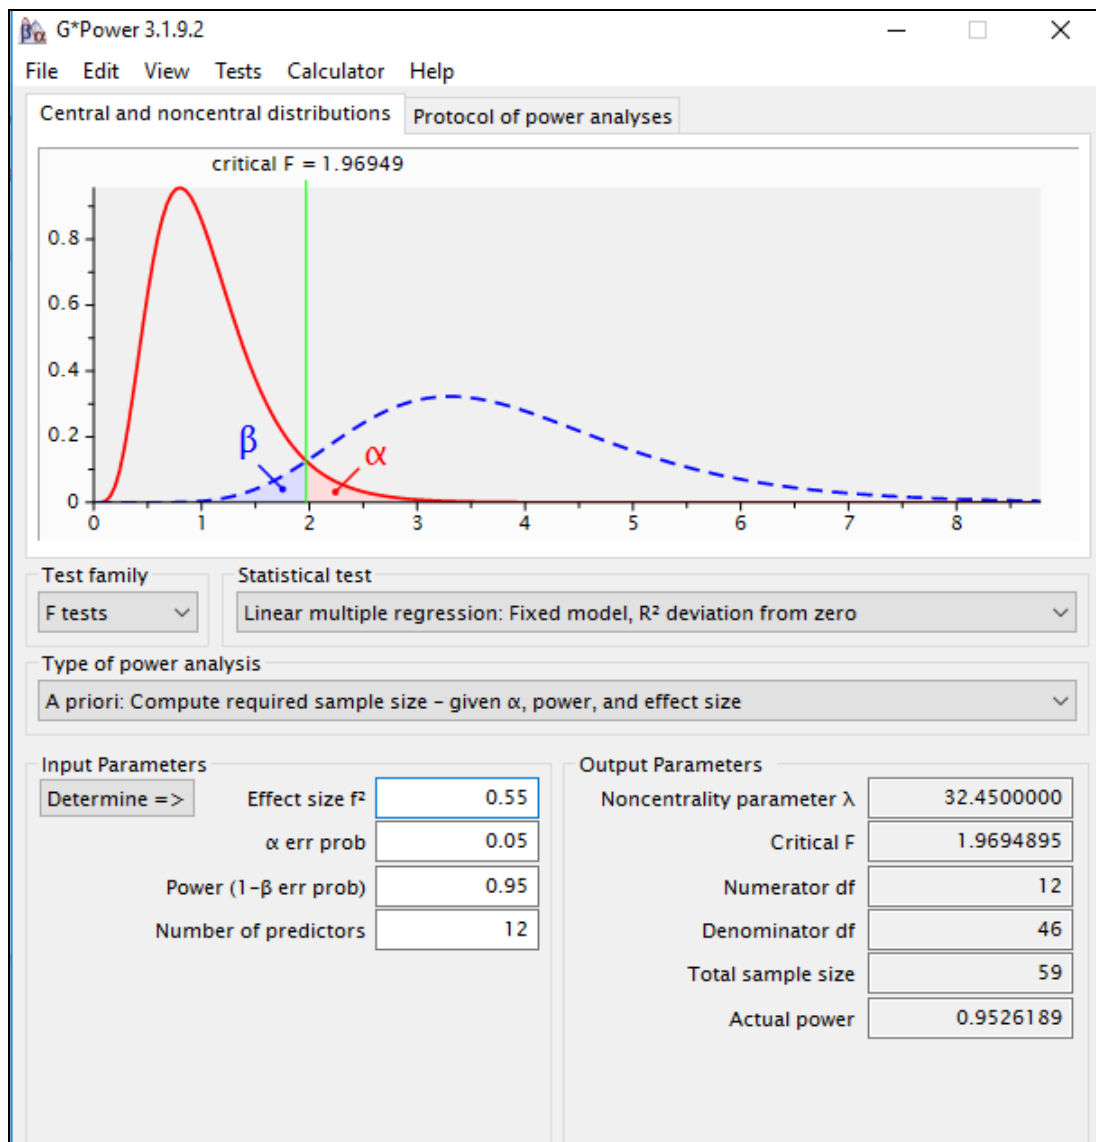 G*Power 3.1.9.2
File Edit View Tests Calculator Help
Central and noncentral distributions Protocol of power analyses
critical F = 1.96949
0.8
0.6
0.4
0.2
0
β
α
0 1 2 3 4 5 6 7 8
Test family Statistical test
F tests Linear multiple regression: Fixed model, R² deviation from zero
Type of power analysis
A priori: Compute required sample size – given α, power, and effect size
Input Parameters Output Parameters
Determine => Effect size f² 0.55 Noncentrality parameter λ 32.4500000
α err prob 0.05 Critical F 1.9694895
Power (1–β err prob) 0.95 Numerator df 12
Number of predictors 12 Denominator df 46
Total sample size 59
Actual power 0.9526189